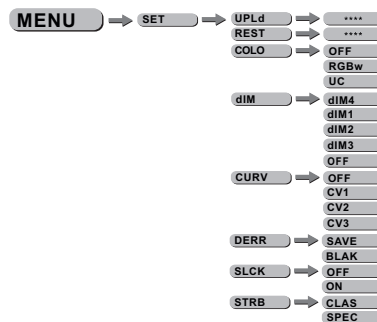 MENU SET UPLd ****
REST ****
COLO OFF
RGBw
UC
dIM dIM4
dIM1
dIM2
dIM3
OFF
CURV OFF
CV1
CV2
CV3
DERR SAVE
BLAK
SLCK OFF
ON
STRB CLAS
SPEC